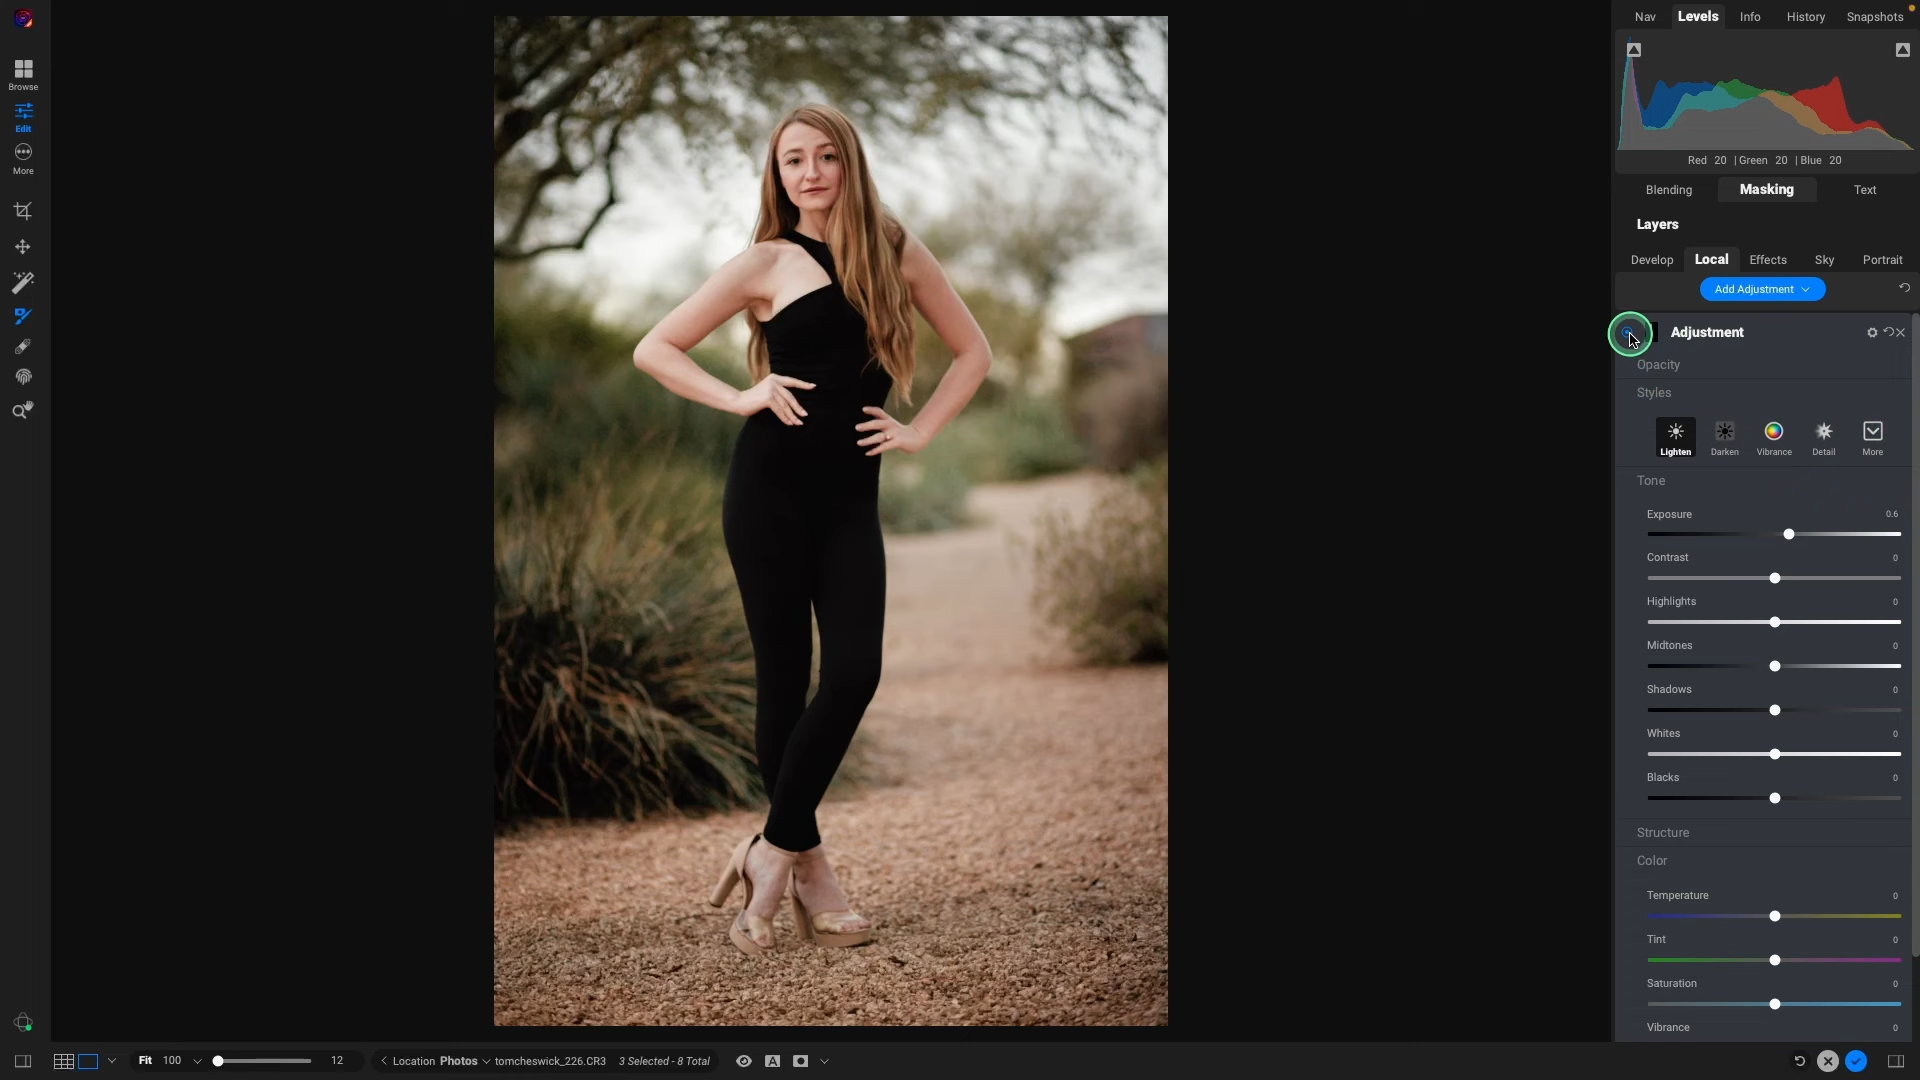 Nav Levels Info History Snapshots
Browse
Edit
More
Red 20 | Green 20 | Blue 20
Blending Masking Text
Layers
Develop Local Effects Sky Portrait
Add Adjustment
Adjustment
Opacity
Styles
Lighten Darken Vibrance Detail More
Tone
Exposure 0.6
Contrast 0
Highlights 0
Midtones 0
Shadows 0
Whites 0
Blacks 0
Structure
Color
Temperature 0
Tint 0
Saturation 0
Vibrance 0
Fit 100 12 Location Photos tomcheswick_226.CR3 3 Selected - 8 Total A